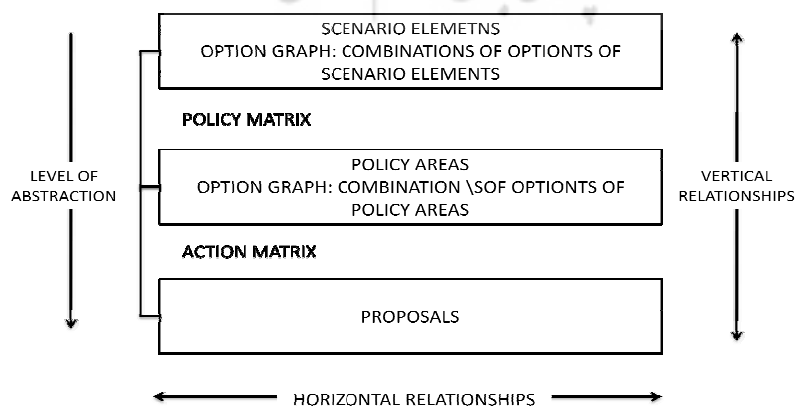 SCENARIO ELEMETNS
OPTION GRAPH: COMBINATIONS OF OPTIONTS OF
SCENARIO ELEMENTS
POLICY MATRIX
LEVEL OF
ABSTRACTION
POLICY AREAS
OPTION GRAPH: COMBINATION \SOF OPTIONTS OF
POLICY AREAS
VERTICAL
RELATIONSHIPS
ACTION MATRIX
PROPOSALS
HORIZONTAL RELATIONSHIPS